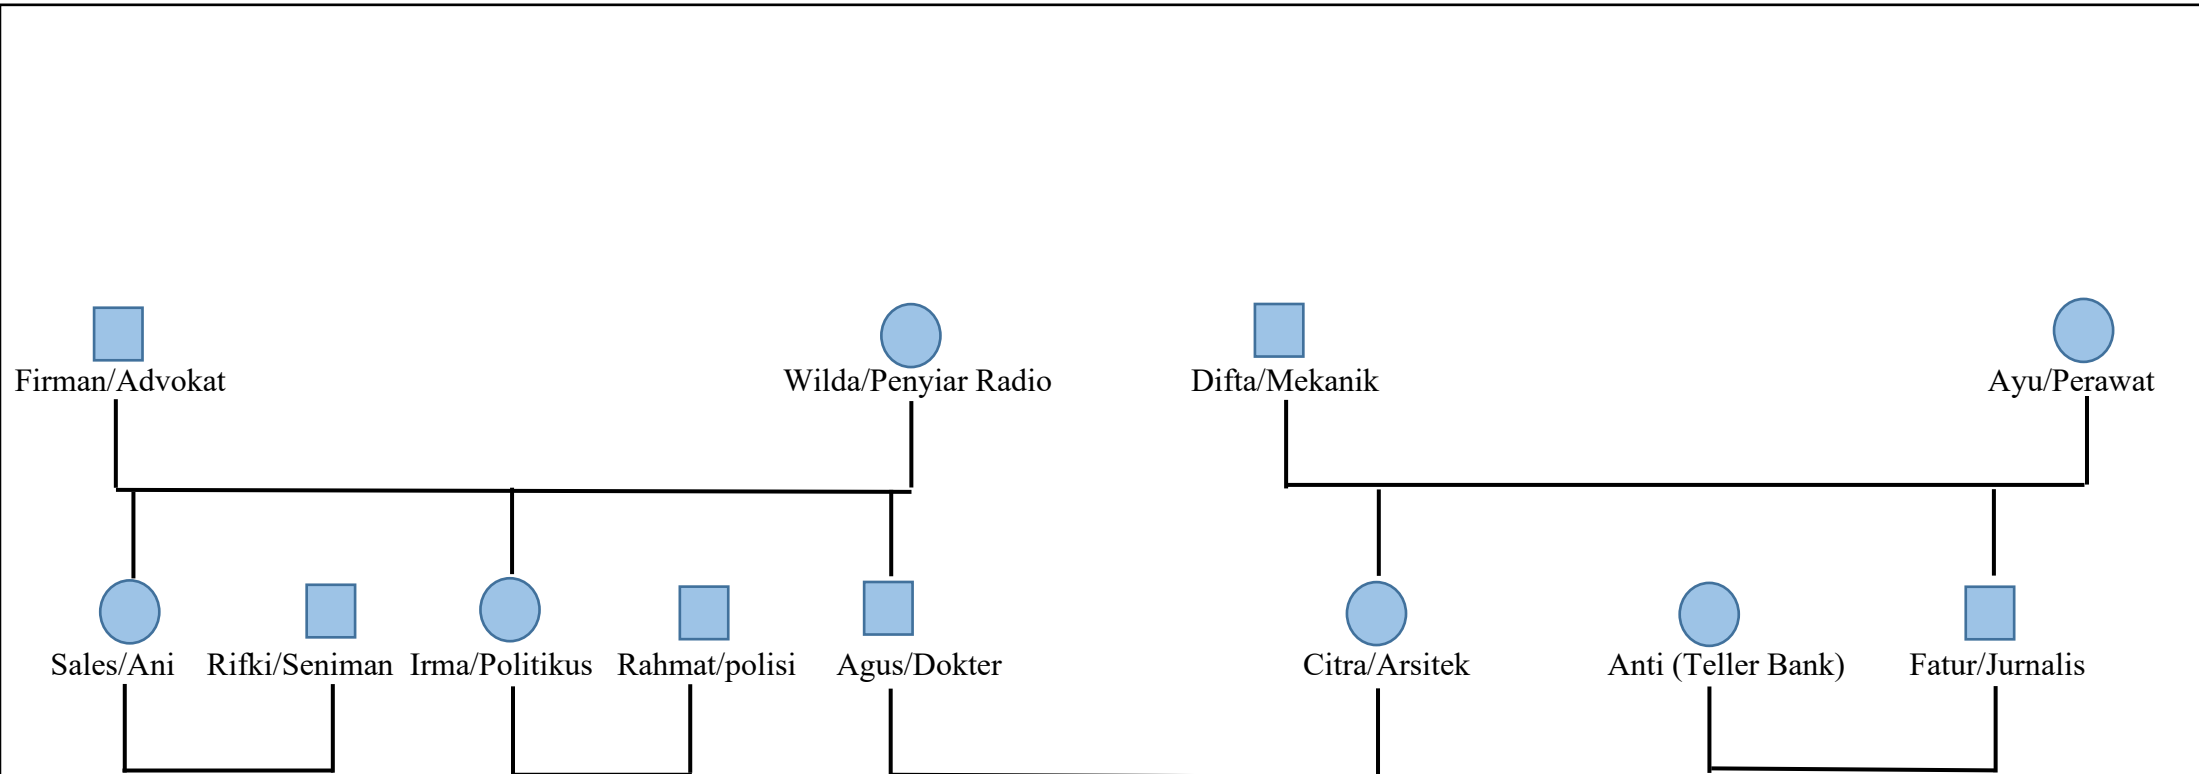 Firman/Advokat
Wilda/Penyiar Radio
Difta/Mekanik
Ayu/Perawat
Sales/Ani
Rifki/Seniman
Irma/Politikus
Rahmat/polisi
Agus/Dokter
Citra/Arsitek
Anti (Teller Bank)
Fatur/Jurnalis